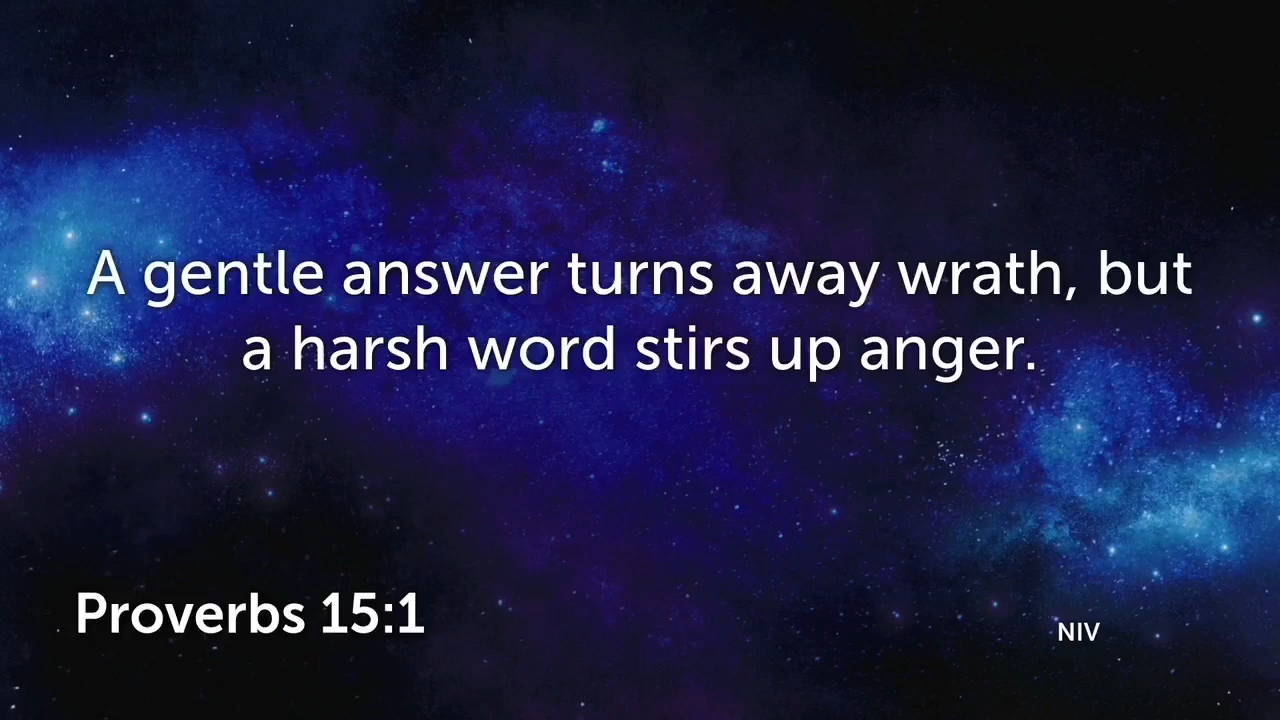 A gentle answer turns away wrath, but
a harsh word stirs up anger.
Proverbs 15:1
NIV